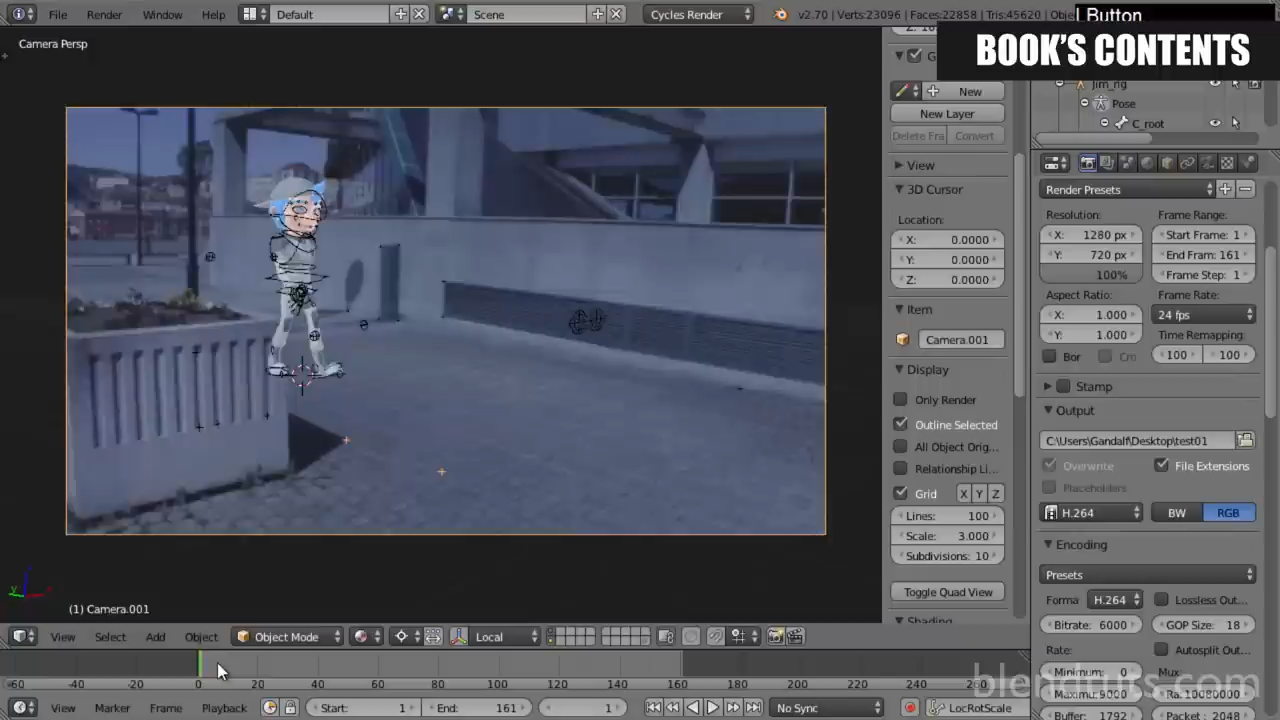 File Render Window Help Default Scene Cycles Render v2.70 | Verts:23096 | Faces:22858 | Tris:45620 | Obje
L Button
BOOK'S CONTENTS
Camera Persp
New
New Layer
Delete Fra Convert
View
3D Cursor
Location:
X: 0.0000
Y: 0.0000
Z: 0.0000
Item
Camera.001
Display
Only Render
Outline Selected
All Object Orig...
Relationship Li...
Grid X Y Z
Lines: 100
Scale: 3.000
Subdivisions: 10
Toggle Quad View
Shading
Jim_rig
Pose
C_root
Render Presets
Resolution:
X: 1280 px
Y: 720 px
100%
Frame Range:
Start Frame: 1
End Fram: 161
Frame Step: 1
Aspect Ratio:
X: 1.000
Y: 1.000
Frame Rate:
24 fps
Time Remapping:
100 100
Bor Cro
Stamp
Output
C:\Users\Gandalf\Desktop\test01
Overwrite File Extensions
Placeholders
H.264 BW RGB
Encoding
Presets
Forma H.264 Lossless Out...
Bitrate: 6000 GOP Size: 18
Rate: Autosplit Out...
Minimum: 0 Mux:
Maximu: 9000 Ra: 10080000
Buffer: 1792 Packet: 2048
(1) Camera.001
View Select Add Object Object Mode Local
-60 -40 -20 0 20 40 60 80 100 120 140 160 180 200 220 240 260
View Marker Frame Playback Start: 1 End: 161 1 No Sync LocRotScale
blendtuts.com